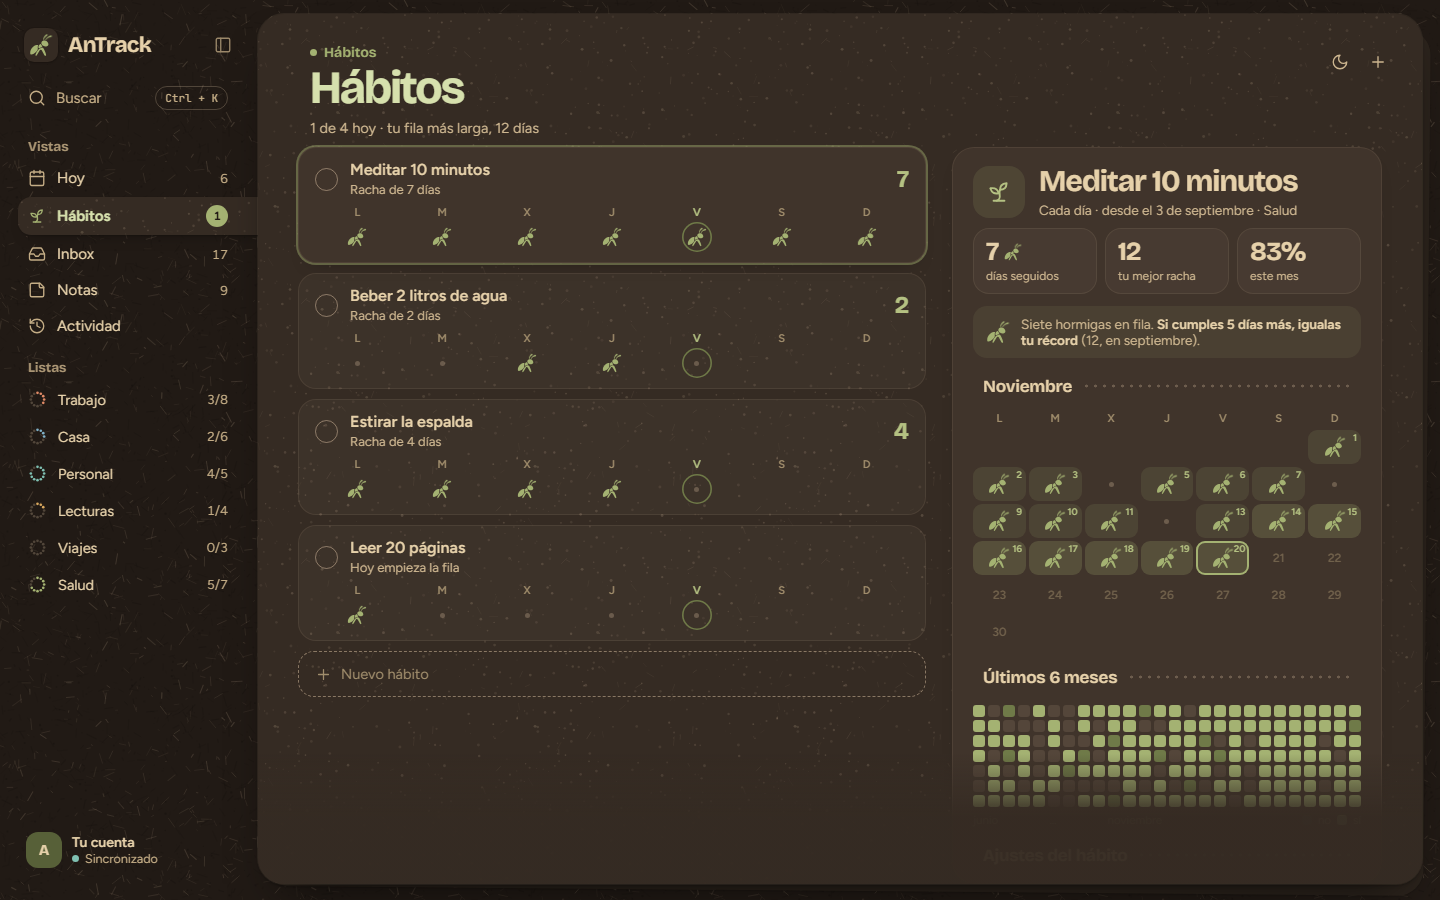 AnTrack
Buscar
Ctrl + K
Vistas
Hoy 6
Hábitos 1
Inbox 17
Notas 9
Actividad
Listas
Trabajo 3/8
Casa 2/6
Personal 4/5
Lecturas 1/4
Viajes 0/3
Salud 5/7
A
Tu cuenta
Sincronizado
Hábitos
Hábitos
1 de 4 hoy · tu fila más larga, 12 días
Meditar 10 minutos
Racha de 7 días
7
L M X J V S D
Beber 2 litros de agua
Racha de 2 días
2
L M X J V S D
Estirar la espalda
Racha de 4 días
4
L M X J V S D
Leer 20 páginas
Hoy empieza la fila
L M X J V S D
Nuevo hábito
Meditar 10 minutos
Cada día · desde el 3 de septiembre · Salud
7
días seguidos
12
tu mejor racha
83%
este mes
Siete hormigas en fila. Si cumples 5 días más, igualas
tu récord (12, en septiembre).
Noviembre
L M X J V S D
1
2 3 5 6 7
9 10 11 13 14 15
16 17 18 19 20 21 22
23 24 25 26 27 28 29
30
Últimos 6 meses
Ajustes del hábito